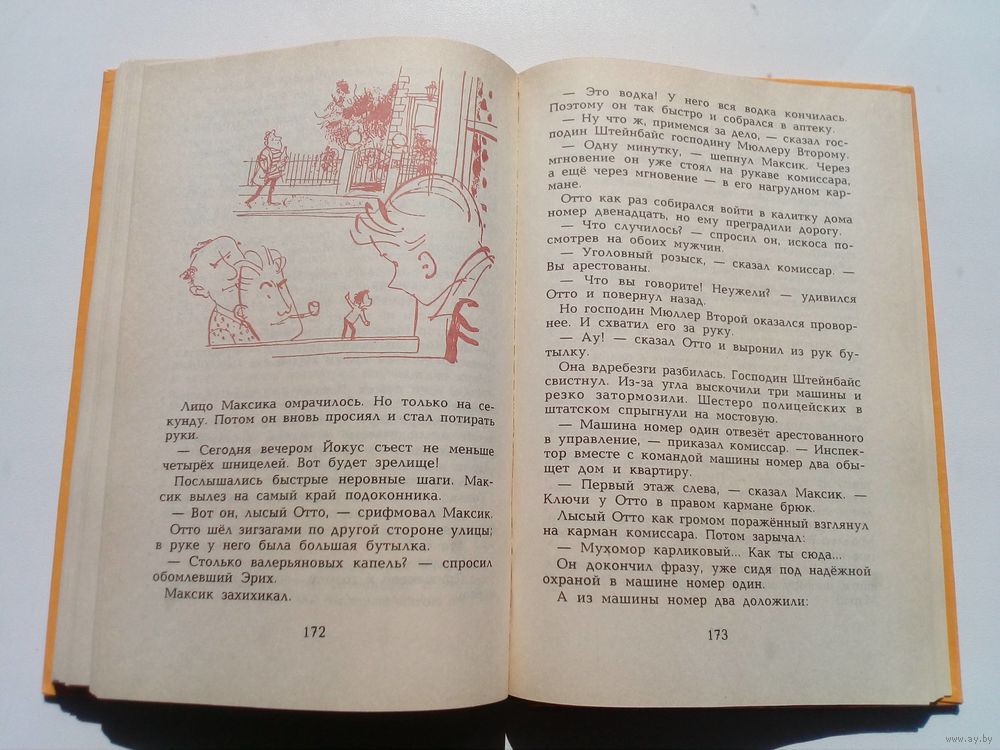 Лицо Максика омрачилось. Но только на се-
кунду. Потом он вновь просиял и стал потирать
руки.
— Сегодня вечером Йокус съест не меньше
четырёх шницелей. Вот будет зрелище!
Послышались быстрые неровные шаги. Мак-
сик вылез на самый край подоконника.
— Вот он, лысый Отто, — срифмовал Максик.
Отто шёл зигзагами по другой стороне улицы;
в руке у него была большая бутылка.
— Столько валерьяновых капель? — спросил
обомлевший Эрих.
Максик захихикал.
172
— Это водка! У него вся водка кончилась.
Поэтому он так быстро и собрался в аптеку.
— Ну что ж, примемся за дело, — сказал гос-
подин Штейнбайс господину Мюллеру Второму.
— Одну минутку, — шепнул Максик. Через
мгновение он уже стоял на рукаве комиссара,
а ещё через мгновение — в его нагрудном кар-
мане.
Отто как раз собирался войти в калитку дома
номер двенадцать, но ему преградили дорогу.
— Что случилось? — спросил он, искоса по-
смотрев на обоих мужчин.
— Уголовный розыск, — сказал комиссар. —
Вы арестованы.
— Что вы говорите! Неужели? — удивился
Отто и повернул назад.
Но господин Мюллер Второй оказался провор-
нее. И схватил его за руку.
— Ау! — сказал Отто и выронил из рук бу-
тылку.
Она вдребезги разбилась. Господин Штейнбайс
свистнул. Из-за угла выскочили три машины и
резко затормозили. Шестеро полицейских в
штатском спрыгнули на мостовую.
— Машина номер один отвезёт арестованного
в управление, — приказал комиссар. — Инспек-
тор вместе с командой машины номер два обы-
щет дом и квартиру.
— Первый этаж слева, — сказал Максик. —
Ключи у Отто в правом кармане брюк.
Лысый Отто как громом поражённый взглянул
на карман комиссара. Потом зарычал:
— Мухомор карликовый... Как ты сюда...
Он докончил фразу, уже сидя под надёжной
охраной в машине номер один.
А из машины номер два доложили:
173
www.ay.by